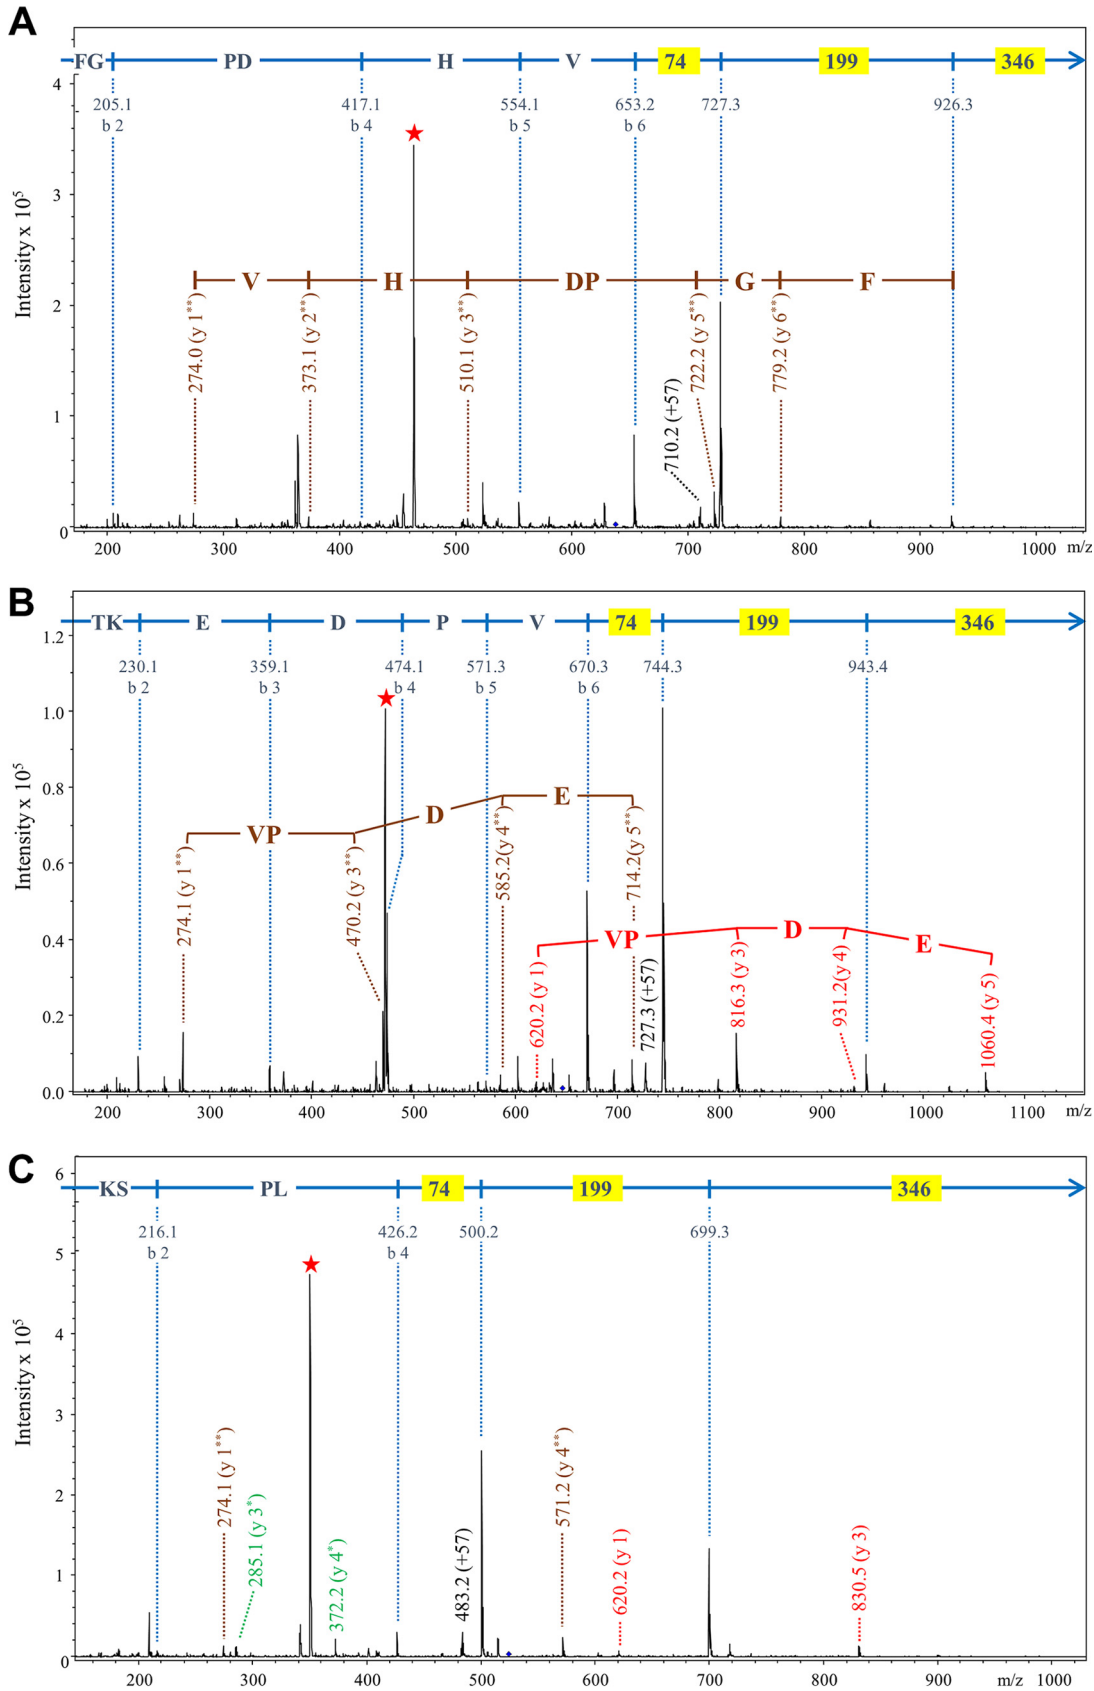 A
FG PD H V 74 199 346
205.1 417.1 554.1 653.2 727.3 926.3
b 2 b 4 b 5 b 6
Intensity x 10⁵
4
3
2
1
0
V H DP G F
274.0 (y 1**)
373.1 (y 2**)
510.1 (y 3**)
710.2 (+57)
722.2 (y 5**)
779.2 (y 6**)
200 300 400 500 600 700 800 900 1000 m/z
B
TK E D P V 74 199 346
230.1 359.1 474.1 571.3 670.3 744.3 943.4
b 2 b 3 b 4 b 5 b 6
Intensity x 10⁵
1.2
1.0
0.8
0.6
0.4
0.2
0.0
VP D E
274.1 (y 1**)
470.2 (y 3**)
585.2(y 4**)
714.2(y 5**)
VP D E
620.2 (y 1)
727.3 (+57)
816.3 (y 3)
931.2(y 4)
1060.4 (y 5)
200 300 400 500 600 700 800 900 1000 1100 m/z
C
KS PL 74 199 346
216.1 426.2 500.2 699.3
b 2 b 4
Intensity x 10⁵
6
5
4
3
2
1
0
274.1 (y 1**)
285.1 (y 3*)
372.2 (y 4*)
483.2 (+57)
571.2 (y 4**)
620.2 (y 1)
830.5 (y 3)
200 300 400 500 600 700 800 900 m/z 1000